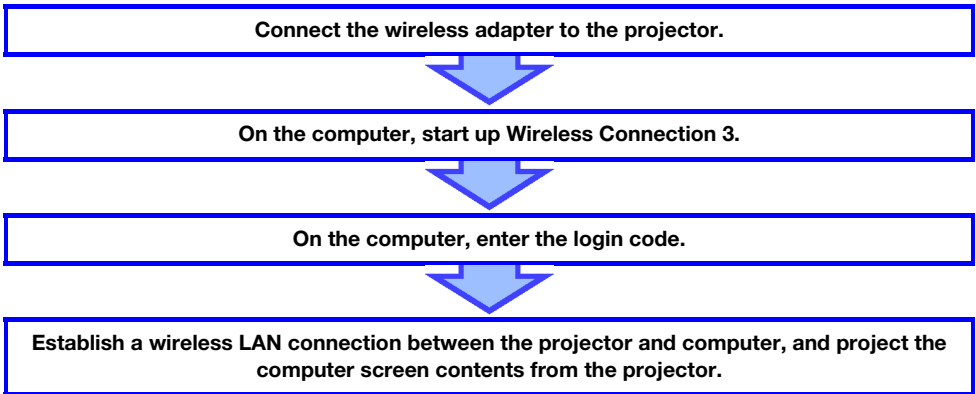 Connect the wireless adapter to the projector.
On the computer, start up Wireless Connection 3.
On the computer, enter the login code.
Establish a wireless LAN connection between the projector and computer, and project the
computer screen contents from the projector.